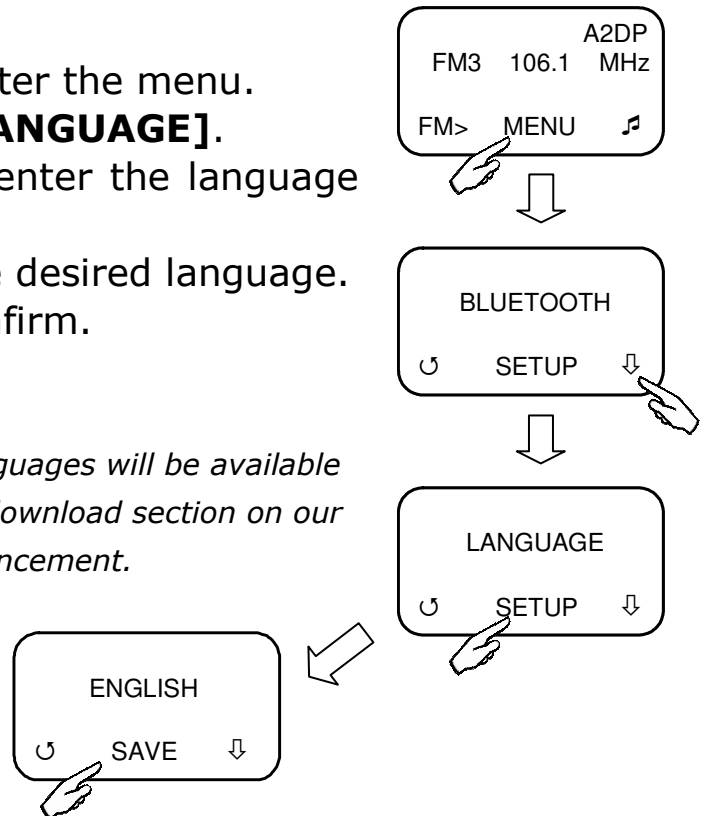 ter the menu.
ANGUAGE].
enter the language
e desired language.
firm.
guages will be available
download section on our
ncement.
A2DP
FM3 106.1 MHz
FM> MENU ♫
BLUETOOTH
↺ SETUP ⇩
LANGUAGE
↺ SETUP ⇩
ENGLISH
↺ SAVE ⇩